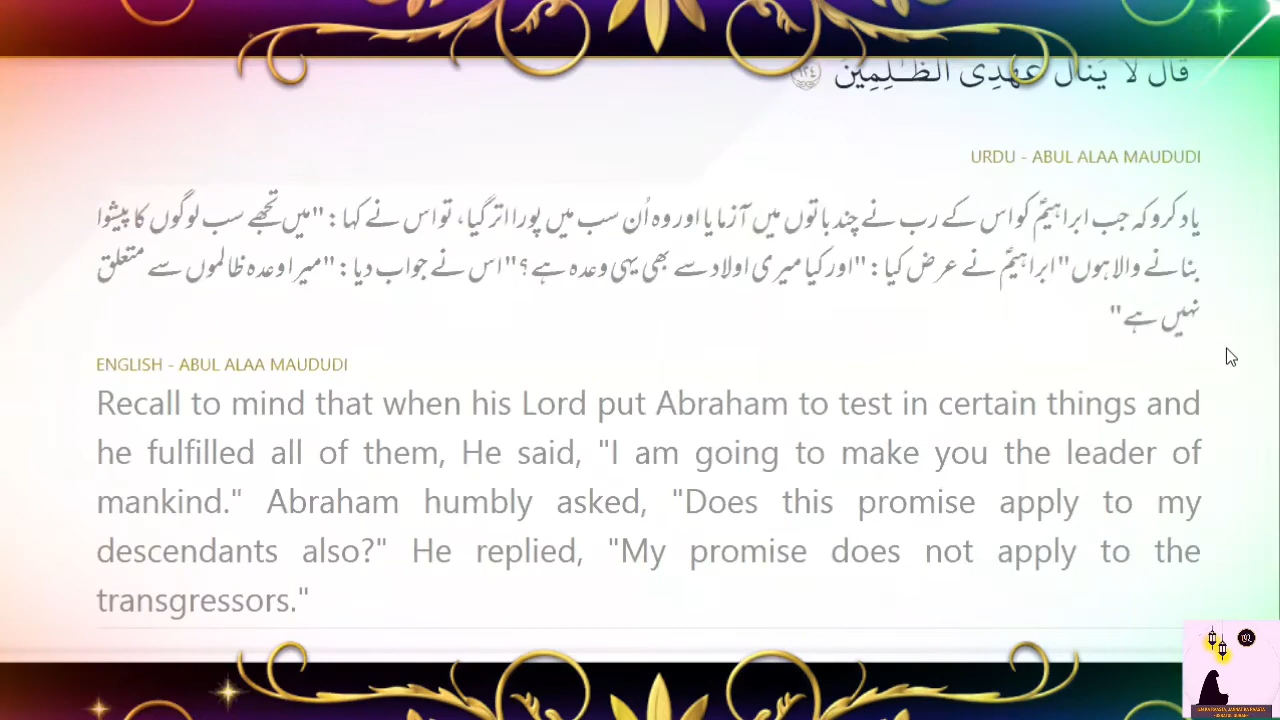 قَالَ لَا يَنَالُ عَهْدِى ٱلظَّـٰلِمِينَ ١٢٤
URDU - ABUL ALAA MAUDUDI
یاد کرو کہ جب ابراہیمؑ کو اس کے رب نے چند باتوں میں آزمایا اور وہ اُن سب میں پورا اتر گیا، تو اس نے کہا: "میں تجھے سب لوگوں کا پیشوا
بنانے والا ہوں" ابراہیمؑ نے عرض کیا: "اور کیا میری اولاد سے بھی یہی وعدہ ہے؟" اس نے جواب دیا: "میرا وعدہ ظالموں سے متعلق
نہیں ہے"
ENGLISH - ABUL ALAA MAUDUDI
Recall to mind that when his Lord put Abraham to test in certain things and
he fulfilled all of them, He said, "I am going to make you the leader of
mankind." Abraham humbly asked, "Does this promise apply to my
descendants also?" He replied, "My promise does not apply to the
transgressors."